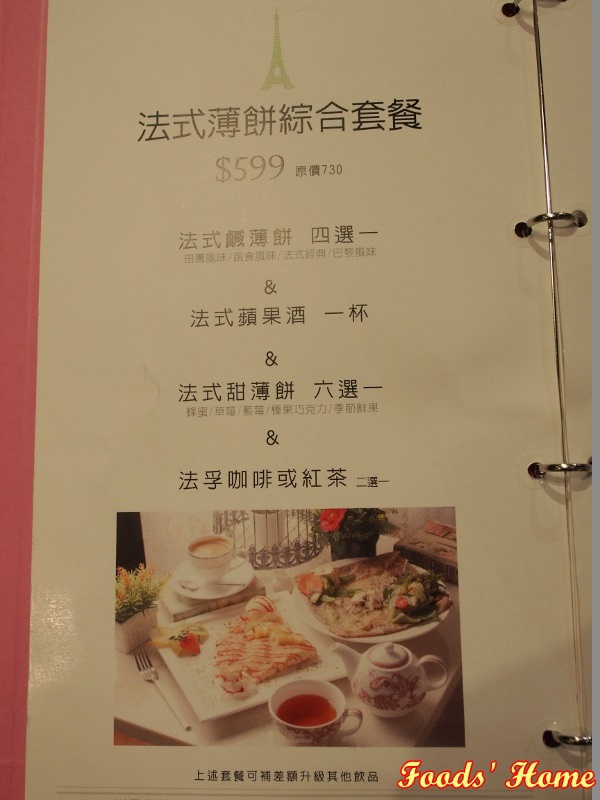 法式薄餅綜合套餐
$599 原價730
法式鹹薄餅 四選一
田園風味/蔬食風味/法式經典/巴黎風味
&
法式蘋果酒 一杯
&
法式甜薄餅 六選一
蜂蜜/草莓/藍莓/榛果巧克力/季節鮮果
&
法孚咖啡或紅茶 二選一
上述套餐可補差額升級其他飲品
Foods' Home